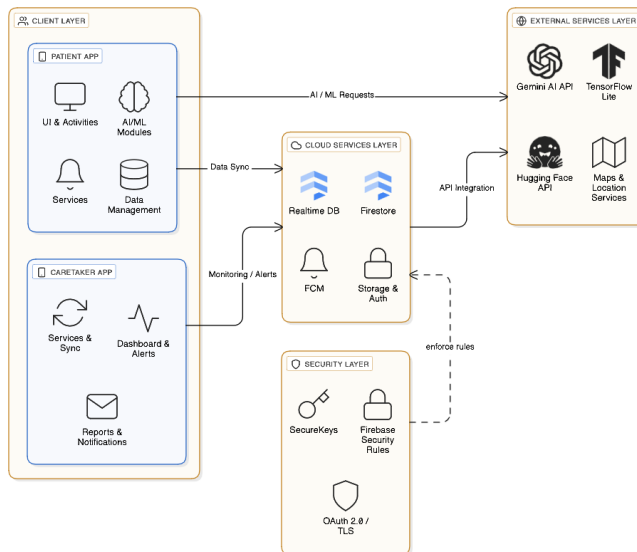 CLIENT LAYER
PATIENT APP
UI & Activities
AI/ML
Modules
Services
Data
Management
CARETAKER APP
Services &
Sync
Dashboard &
Alerts
Reports &
Notifications
AI / ML Requests
Data Sync
Monitoring / Alerts
CLOUD SERVICES LAYER
Realtime DB
Firestore
FCM
Storage &
Auth
API Integration
enforce rules
SECURITY LAYER
SecureKeys
Firebase
Security
Rules
OAuth 2.0 /
TLS
EXTERNAL SERVICES LAYER
Gemini AI API
TensorFlow
Lite
Hugging Face
API
Maps &
Location
Services